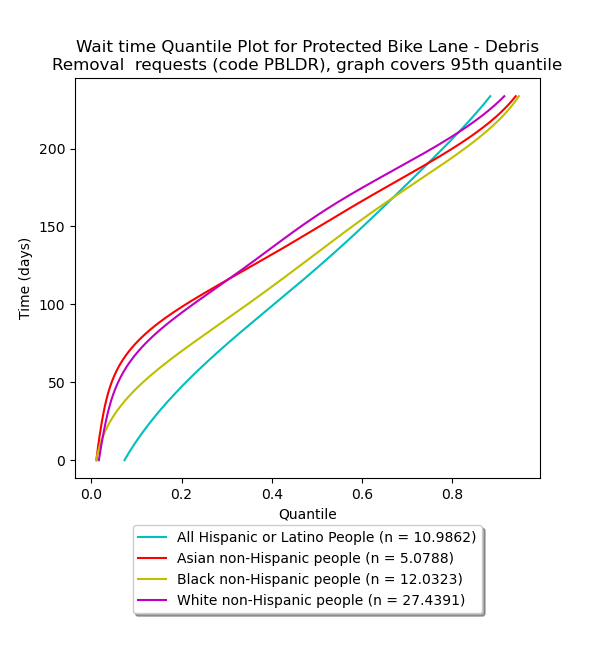 Wait time Quantile Plot for Protected Bike Lane - Debris
Removal  requests (code PBLDR), graph covers 95th quantile
Time (days)
200
150
100
50
0
0.0 0.2 0.4 0.6 0.8
Quantile
All Hispanic or Latino People (n = 10.9862)
Asian non-Hispanic people (n = 5.0788)
Black non-Hispanic people (n = 12.0323)
White non-Hispanic people (n = 27.4391)